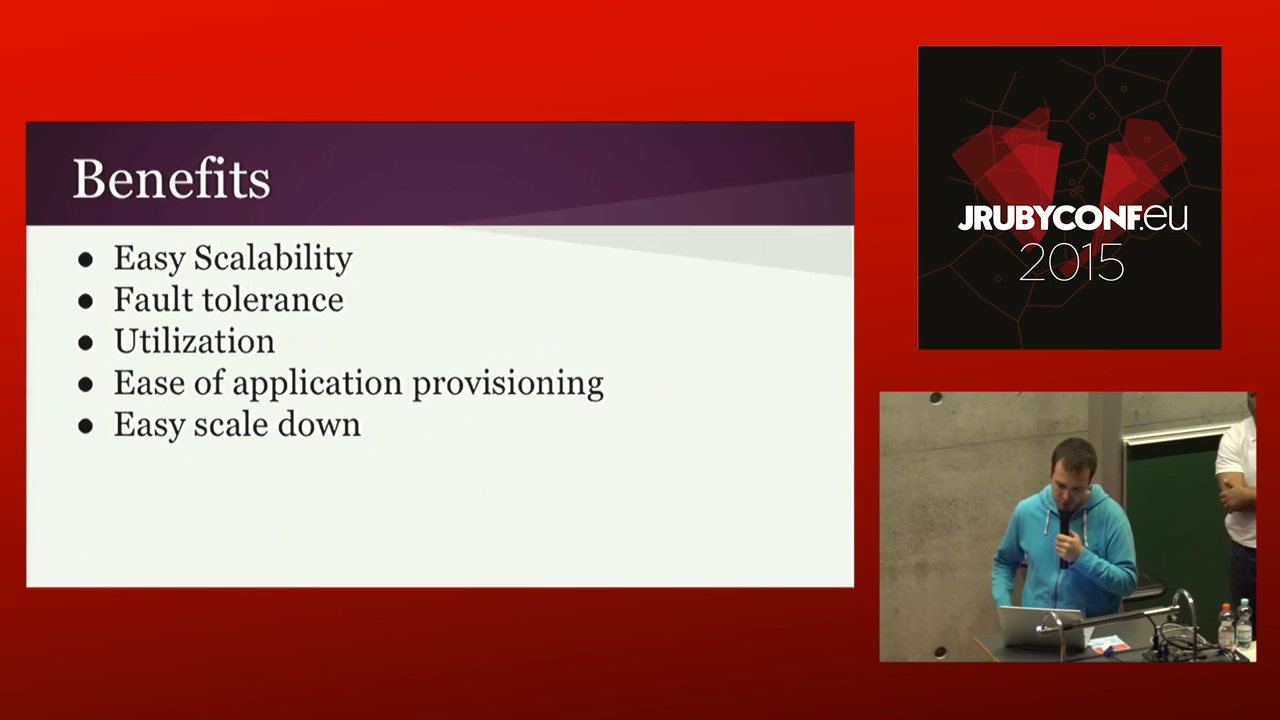 Benefits
● Easy Scalability
● Fault tolerance
● Utilization
● Ease of application provisioning
● Easy scale down
JRUBYCONF.eu
2015